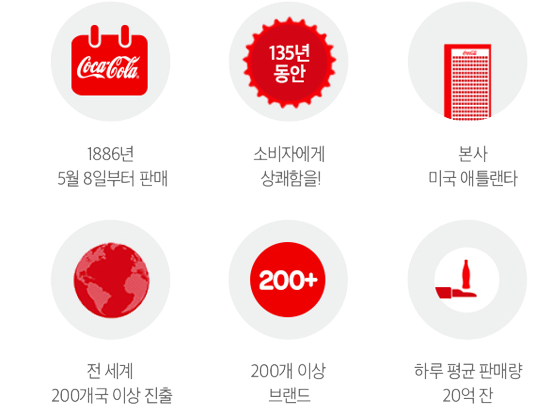 Coca-Cola
135년
동안
Coca-Cola
1886년
5월 8일부터 판매
소비자에게
상쾌함을!
본사
미국 애틀랜타
200+
전 세계
200개국 이상 진출
200개 이상
브랜드
하루 평균 판매량
20억 잔